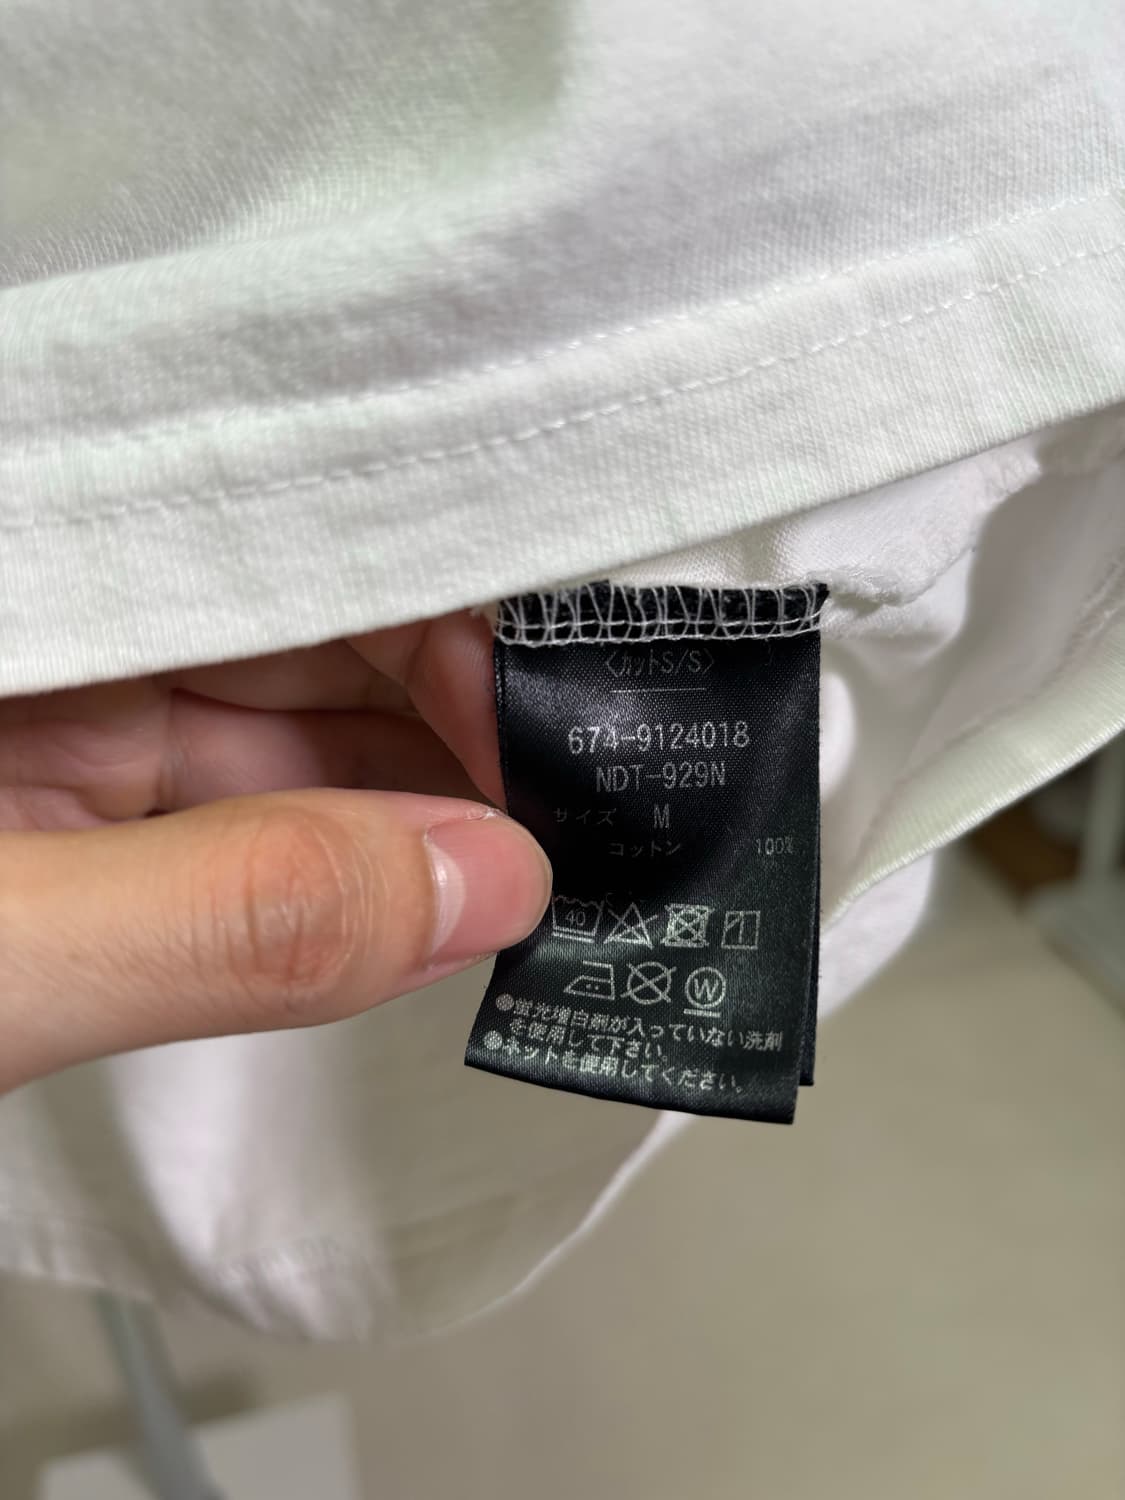 〈カットS/S〉
674-9124018
NDT-929N
サイズ M
コットン 100%
40
W
●蛍光増白剤が入っていない洗剤
を使用して下さい。
●ネットを使用してください。